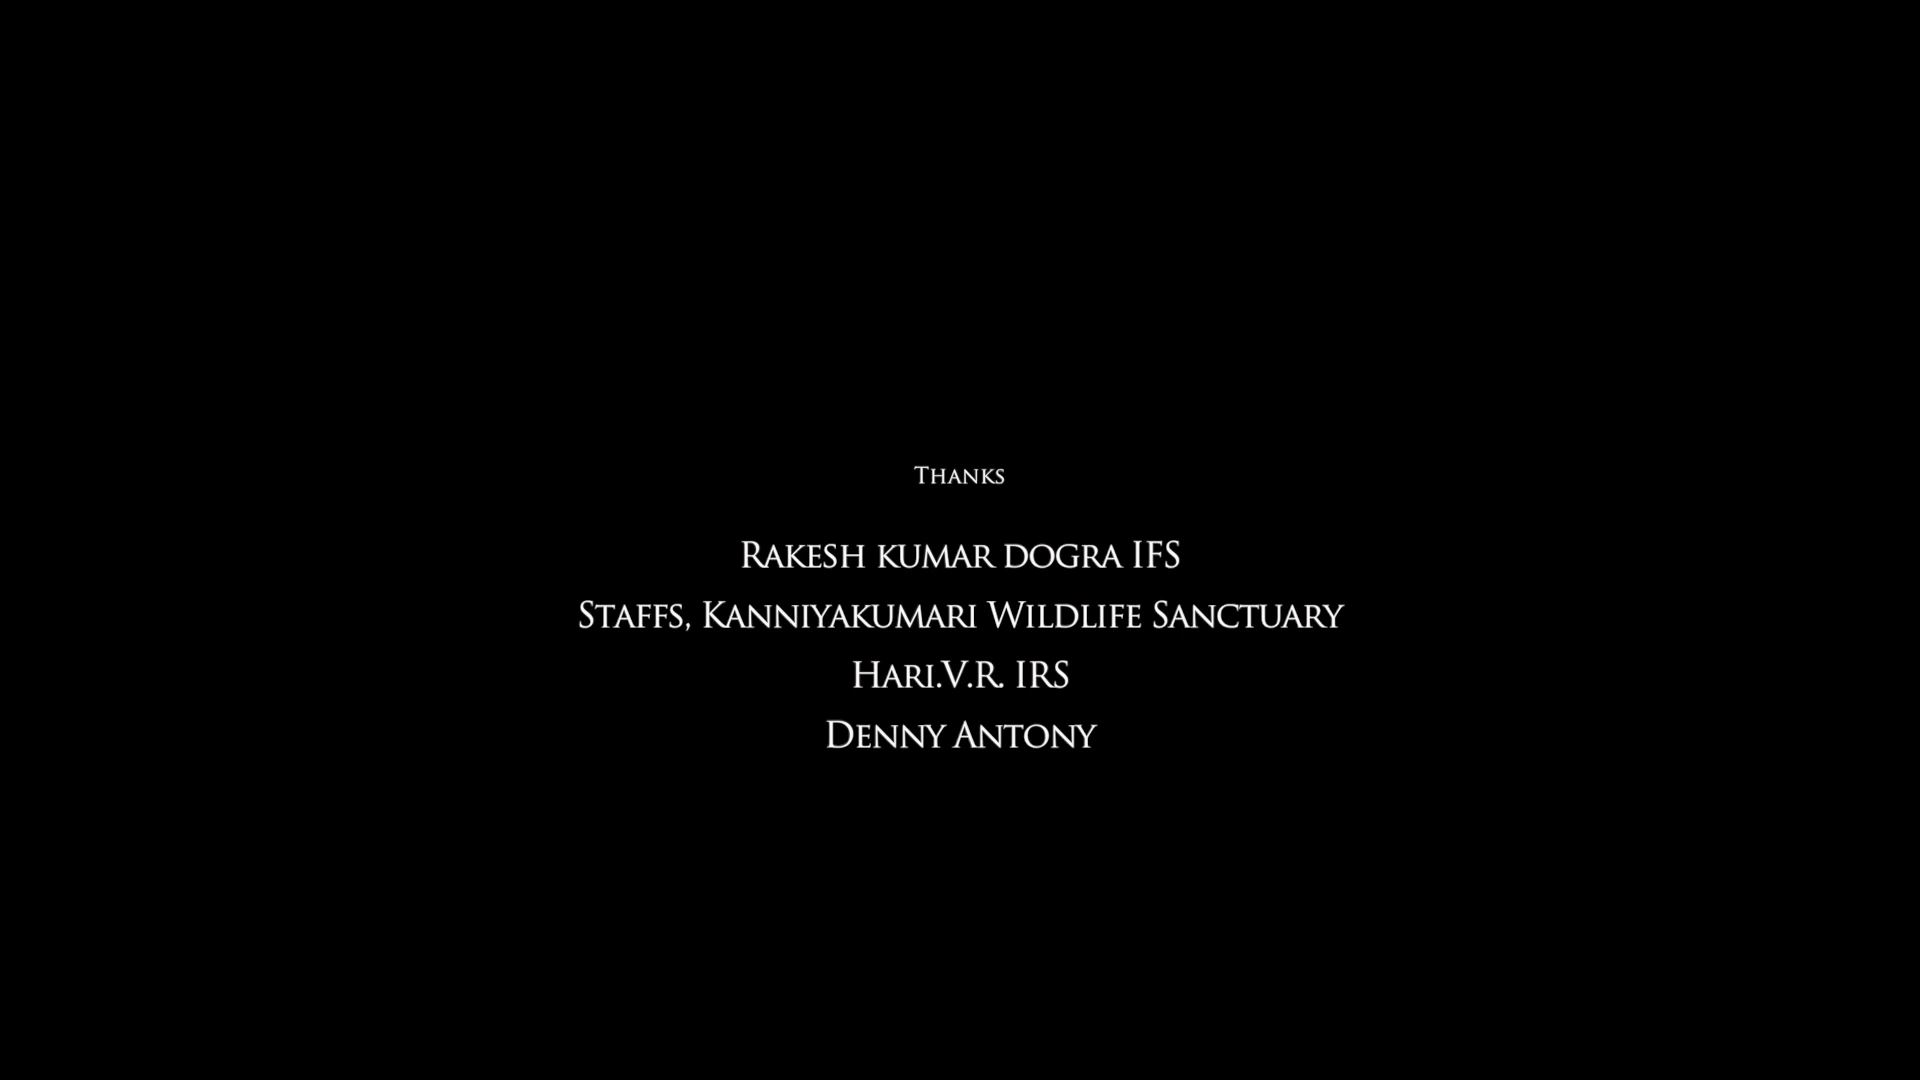 Thanks
Rakesh kumar dogra IFS
Staffs, Kanniyakumari Wildlife Sanctuary
Hari.V.R. IRS
Denny Antony